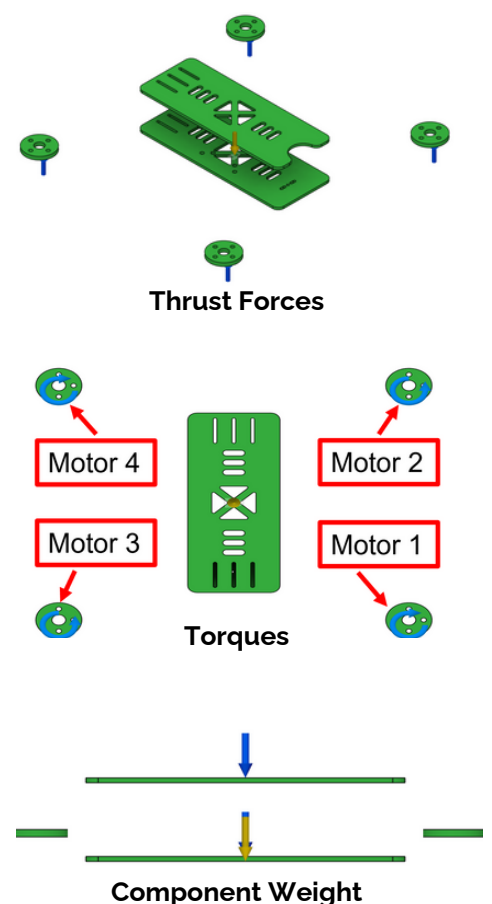 Thrust Forces
Motor 4
Motor 2
Motor 3
Motor 1
Torques
Component Weight